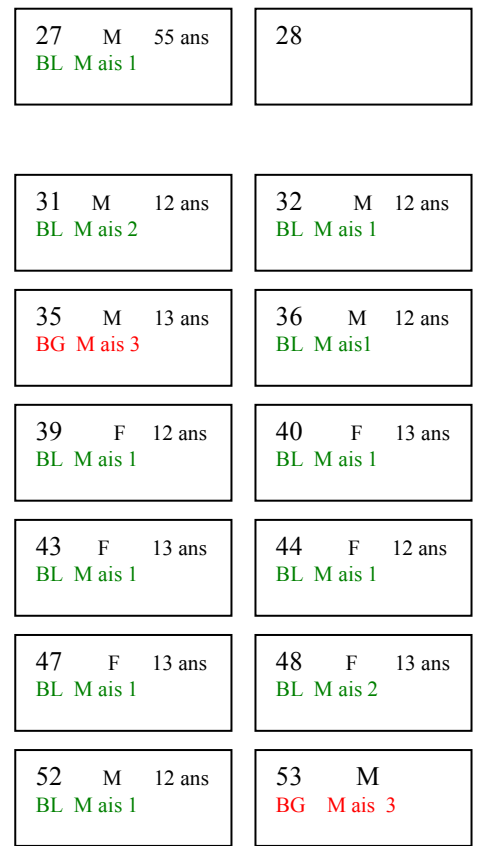 27 M 55 ans
BL M ais 1
28
31 M 12 ans
BL M ais 2
32 M 12 ans
BL M ais 1
35 M 13 ans
BG M ais 3
36 M 12 ans
BL M ais1
39 F 12 ans
BL M ais 1
40 F 13 ans
BL M ais 1
43 F 13 ans
BL M ais 1
44 F 12 ans
BL M ais 1
47 F 13 ans
BL M ais 1
48 F 13 ans
BL M ais 2
52 M 12 ans
BL M ais 1
53 M
BG M ais 3